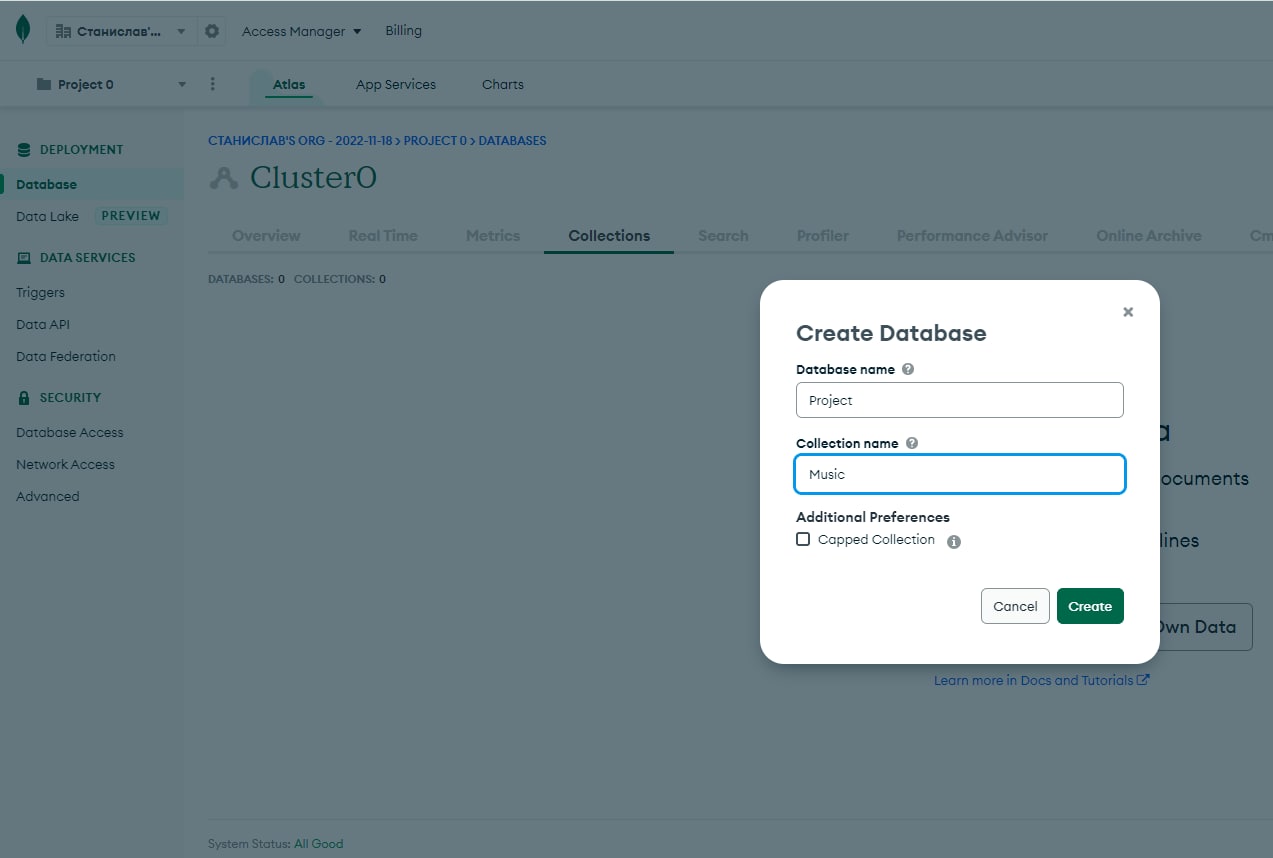 Станислав'...
Access Manager
Billing
Project 0
Atlas
App Services
Charts
DEPLOYMENT
Database
Data Lake PREVIEW
DATA SERVICES
Triggers
Data API
Data Federation
SECURITY
Database Access
Network Access
Advanced
СТАНИСЛАВ'S ORG - 2022-11-18 > PROJECT 0 > DATABASES
Cluster0
Overview Real Time Metrics Collections Search Profiler Performance Advisor Online Archive
DATABASES: 0 COLLECTIONS: 0
Create Database
Database name
Project
Collection name
Music
Additional Preferences
Capped Collection
Cancel Create
Own Data
Learn more in Docs and Tutorials
System Status: All Good